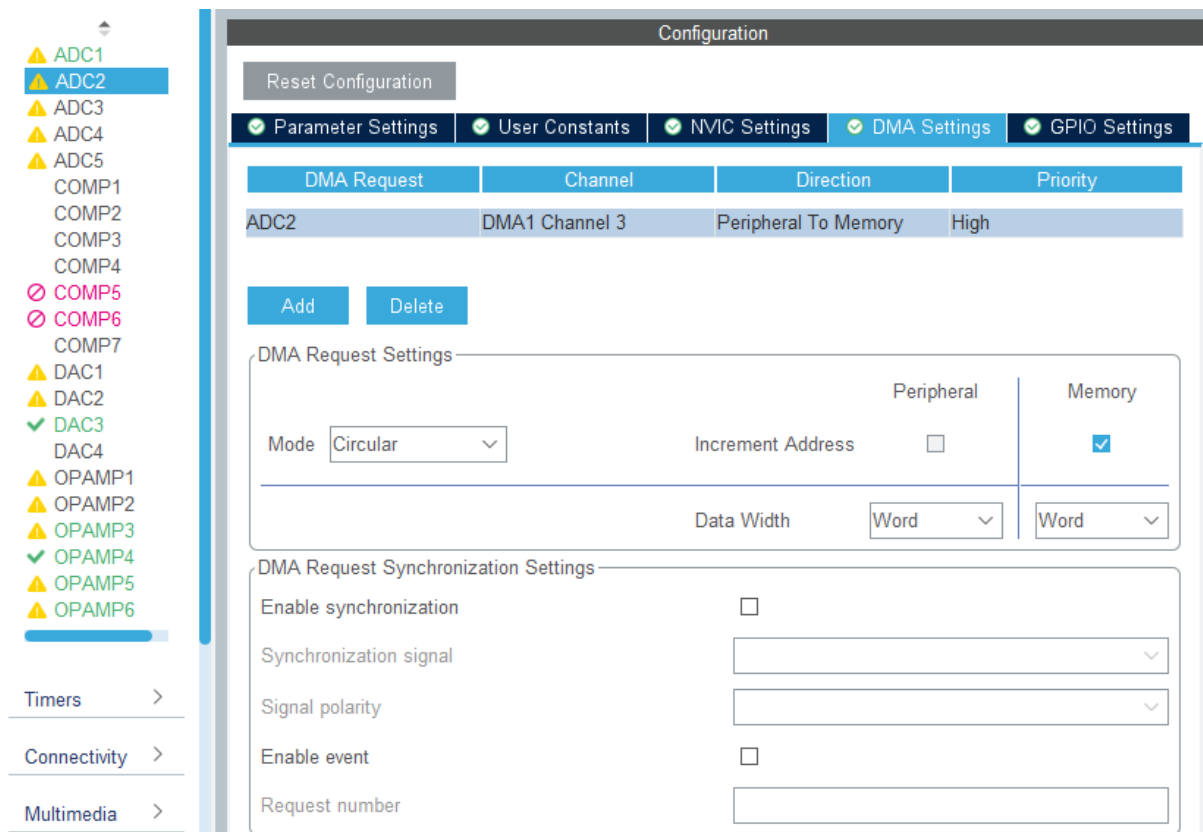 ADC1
ADC2
ADC3
ADC4
ADC5
COMP1
COMP2
COMP3
COMP4
COMP5
COMP6
COMP7
DAC1
DAC2
DAC3
DAC4
OPAMP1
OPAMP2
OPAMP3
OPAMP4
OPAMP5
OPAMP6
Timers
Connectivity
Multimedia
Configuration
Reset Configuration
Parameter Settings User Constants NVIC Settings DMA Settings GPIO Settings
DMA Request Channel Direction Priority
ADC2 DMA1 Channel 3 Peripheral To Memory High
Add Delete
DMA Request Settings
Peripheral Memory
Mode Circular Increment Address
Data Width Word Word
DMA Request Synchronization Settings
Enable synchronization
Synchronization signal
Signal polarity
Enable event
Request number